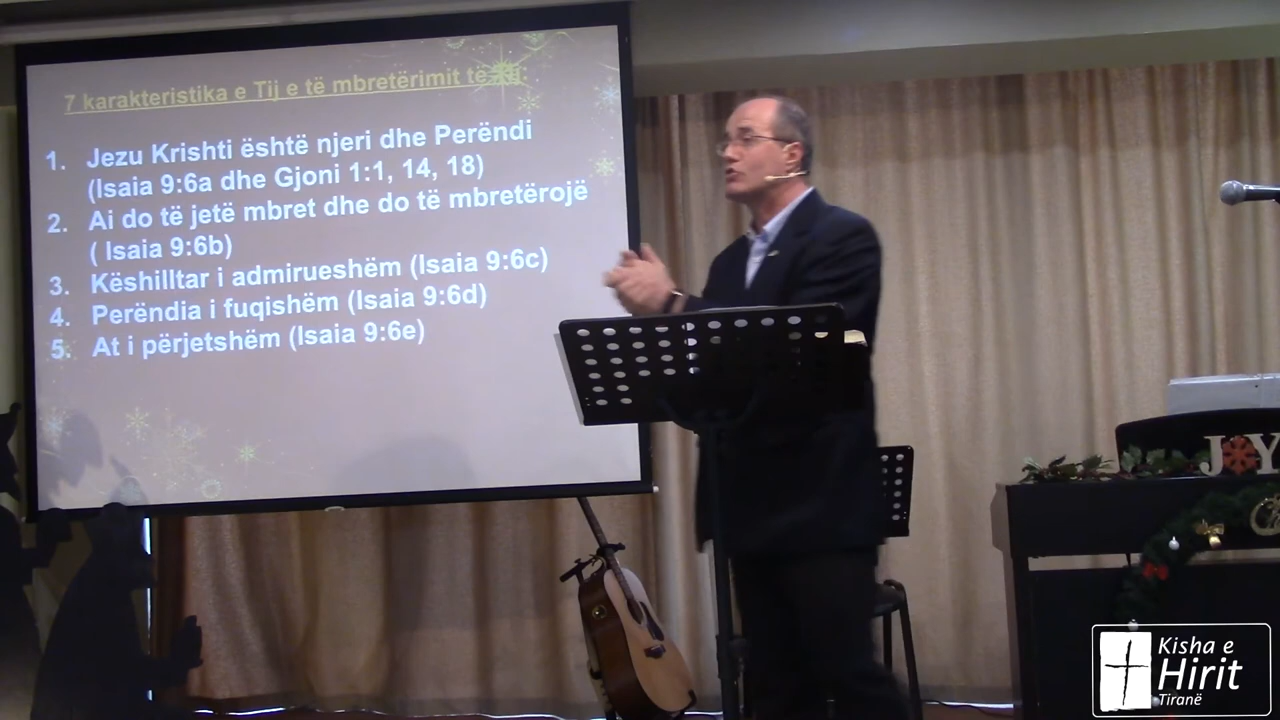 7 karakteristika e Tij e të mbretërimit të Tij
1. Jezu Krishti është njeri dhe Perëndi
(Isaia 9:6a dhe Gjoni 1:1, 14, 18)
2. Ai do të jetë mbret dhe do të mbretërojë
( Isaia 9:6b)
3. Këshilltar i admirueshëm (Isaia 9:6c)
4. Perëndia i fuqishëm (Isaia 9:6d)
5. At i përjetshëm (Isaia 9:6e)
JOY
Kisha e
Hirit
Tiranë